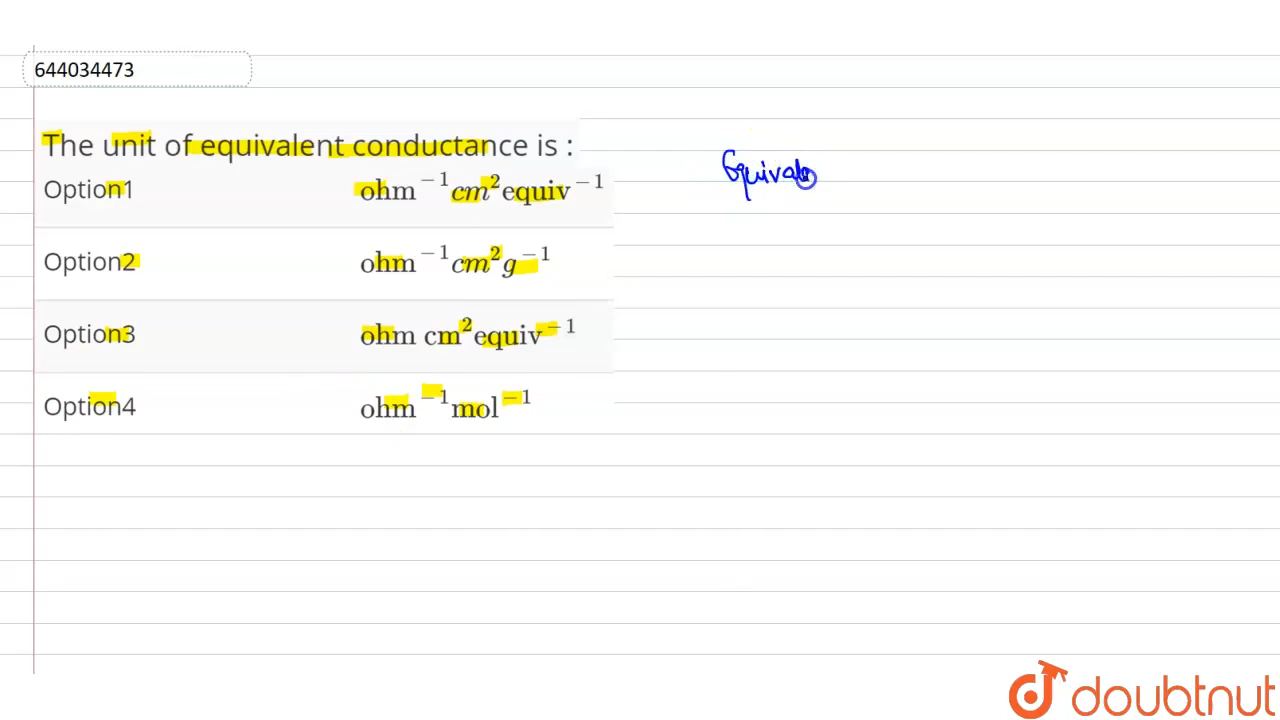 644034473
The unit of equivalent conductance is :
Option1 ohm⁻¹cm²equiv⁻¹
Option2 ohm⁻¹cm²g⁻¹
Option3 ohm cm²equiv⁻¹
Option4 ohm⁻¹mol⁻¹
Equivale
doubtnut